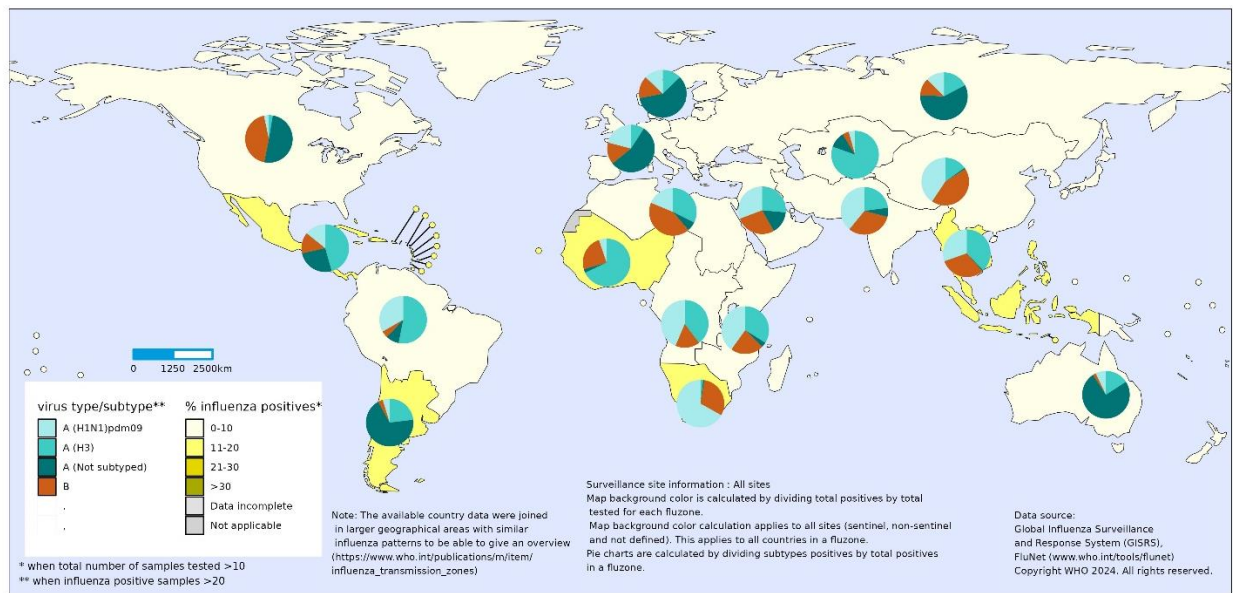 0 1250 2500km
virus type/subtype**
A (H1N1)pdm09
A (H3)
A (Not subtyped)
B
.
.
% influenza positives*
0-10
11-20
21-30
>30
Data incomplete
Not applicable
* when total number of samples tested >10
** when influenza positive samples >20
Note: The available country data were joined
in larger geographical areas with similar
influenza patterns to be able to give an overview
(https://www.who.int/publications/m/item/
influenza_transmission_zones)
Surveillance site information : All sites
Map background color is calculated by dividing total positives by total
tested for each fluzone.
Map background color calculation applies to all sites (sentinel, non-sentinel
and not defined). This applies to all countries in a fluzone.
Pie charts are calculated by dividing subtypes positives by total positives
in a fluzone.
Data source:
Global Influenza Surveillance
and Response System (GISRS),
FluNet (www.who.int/tools/flunet)
Copyright WHO 2024. All rights reserved.